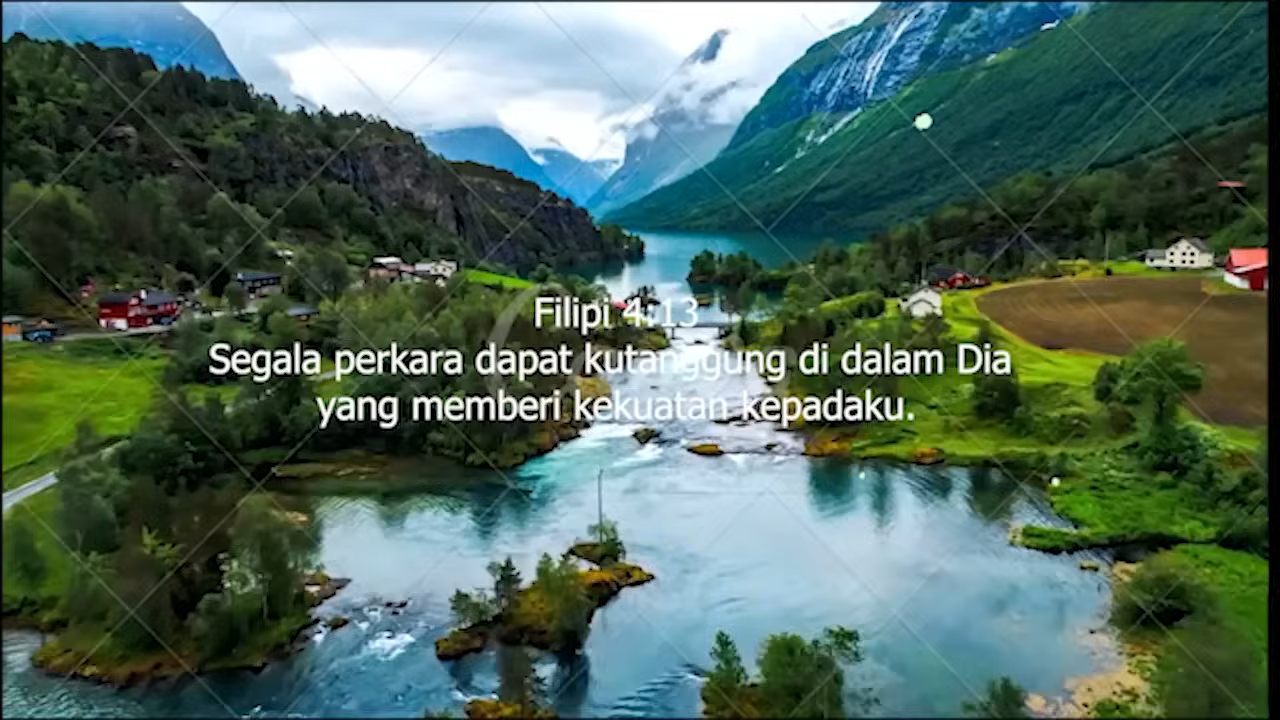 Filipi 4:13
Segala perkara dapat kutanggung di dalam Dia
yang memberi kekuatan kepadaku.